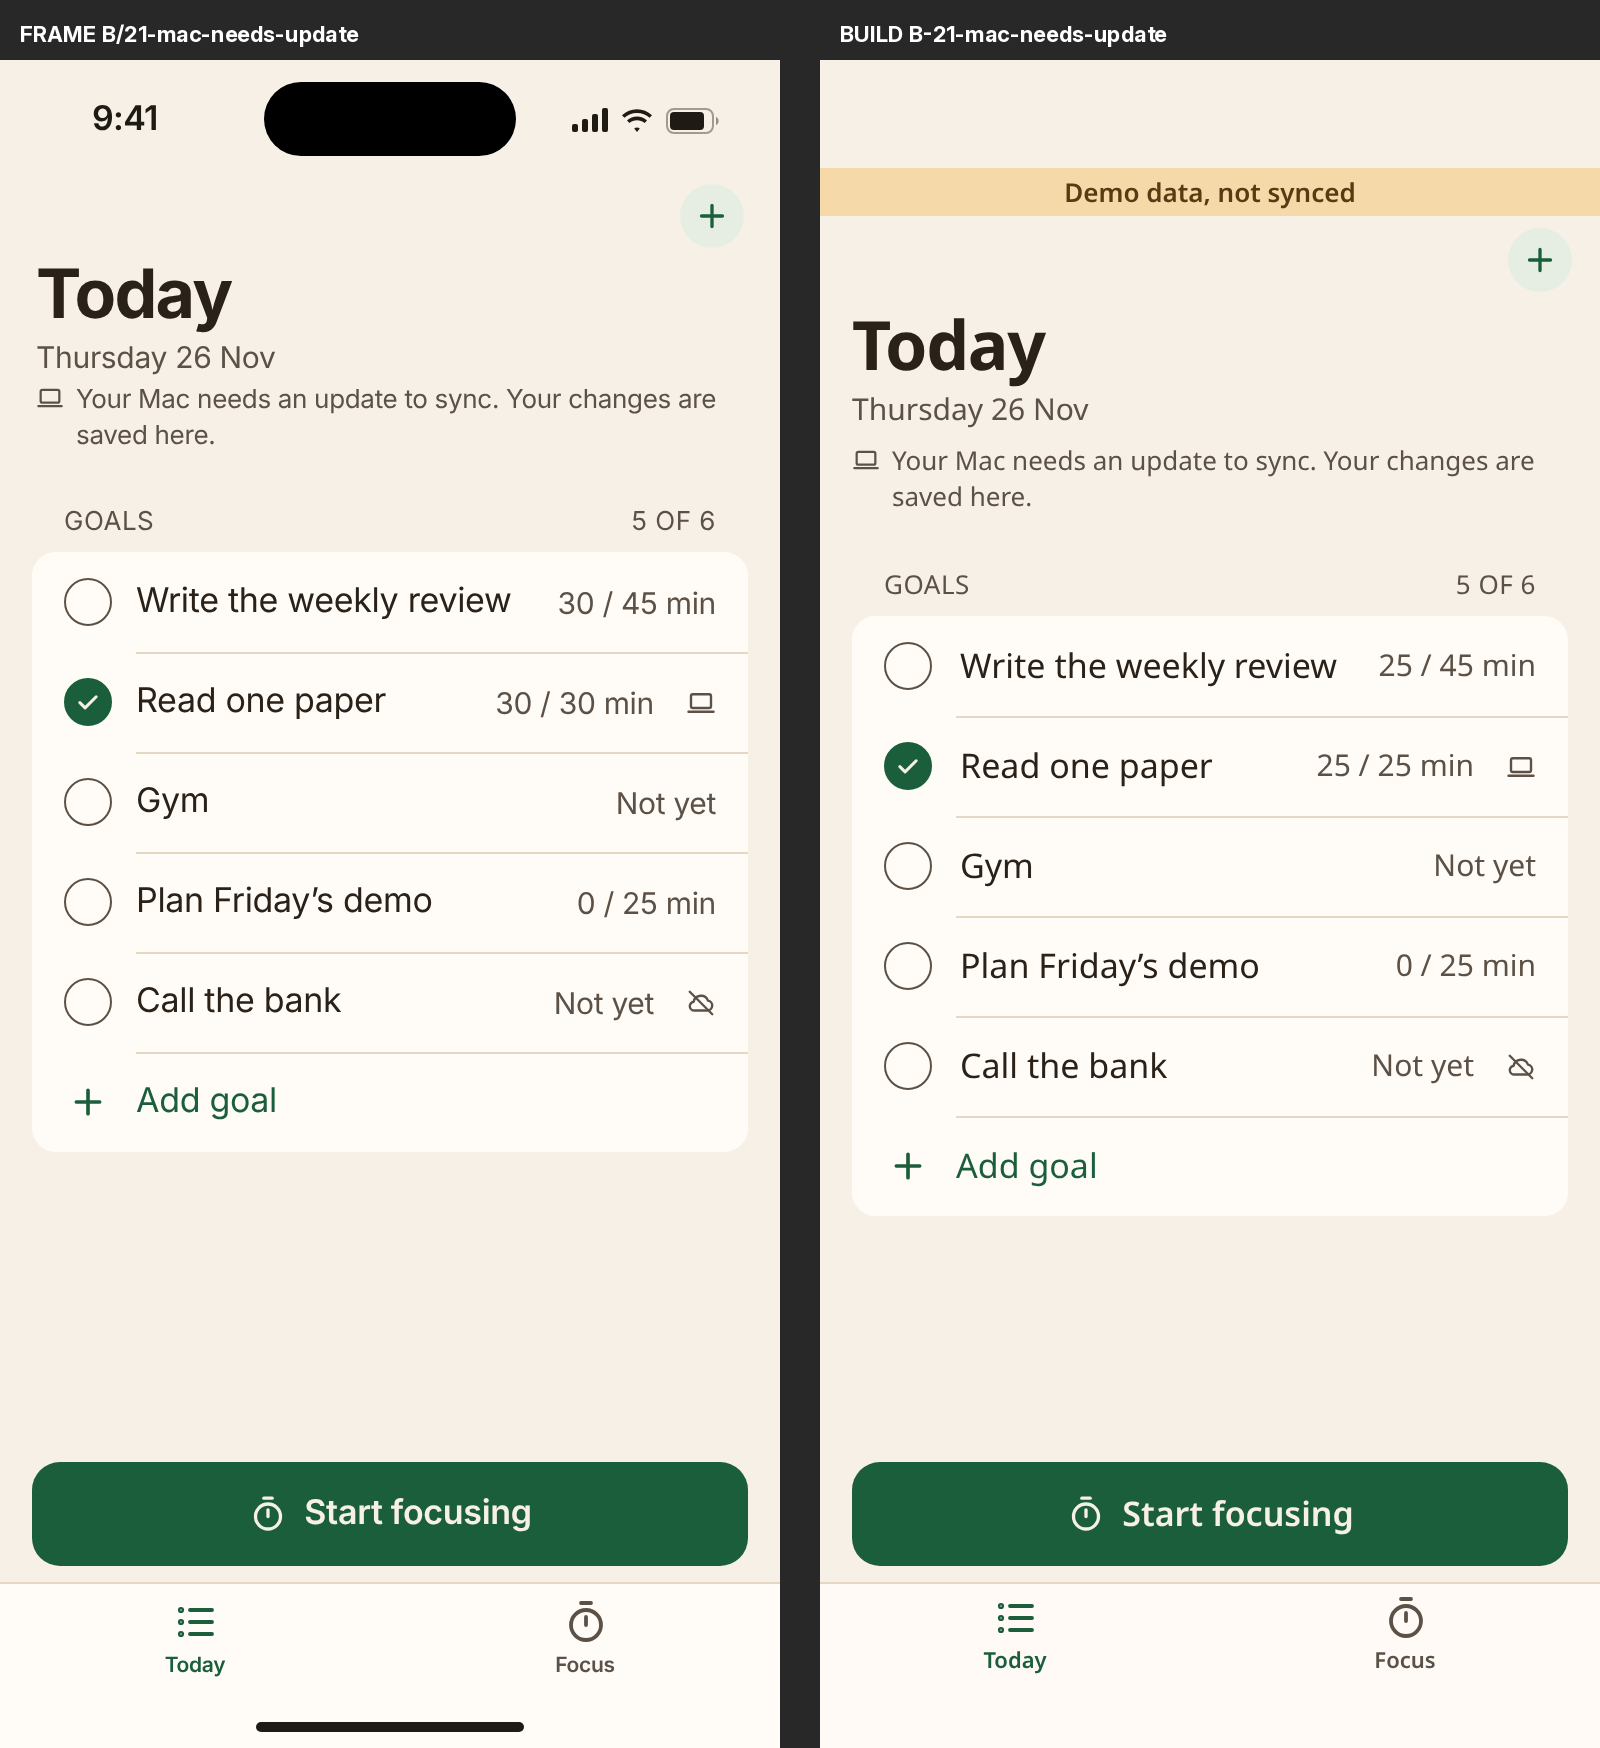 FRAME B/21-mac-needs-update
9:41
Today
Thursday 26 Nov
Your Mac needs an update to sync. Your changes are
saved here.
GOALS 5 OF 6
Write the weekly review 30 / 45 min
Read one paper 30 / 30 min
Gym Not yet
Plan Friday’s demo 0 / 25 min
Call the bank Not yet
Add goal
Start focusing
Today Focus
BUILD B-21-mac-needs-update
Demo data, not synced
Today
Thursday 26 Nov
Your Mac needs an update to sync. Your changes are
saved here.
GOALS 5 OF 6
Write the weekly review 25 / 45 min
Read one paper 25 / 25 min
Gym Not yet
Plan Friday’s demo 0 / 25 min
Call the bank Not yet
Add goal
Start focusing
Today Focus